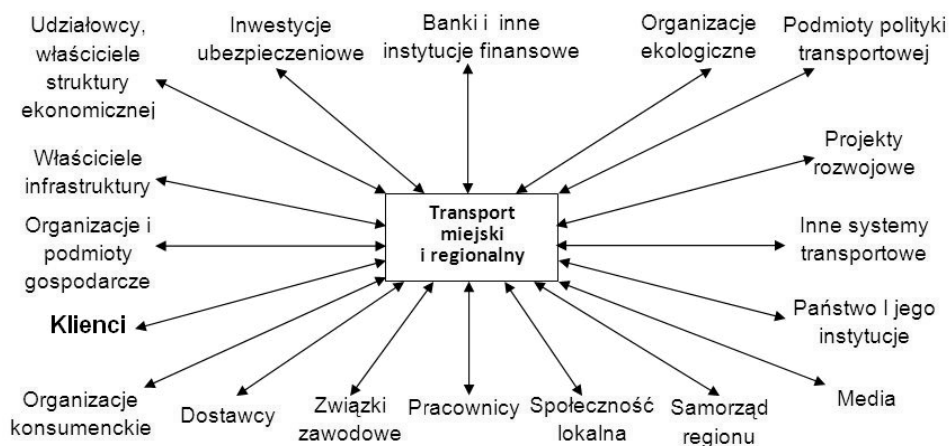 Udziałowcy,
właściciele
struktury
ekonomicznej
Inwestycje
ubezpieczeniowe
Banki i inne
instytucje finansowe
Organizacje
ekologiczne
Podmioty polityki
transportowej
Właściciele
infrastruktury
Projekty
rozwojowe
Transport
miejski
i regionalny
Organizacje i
podmioty
gospodarcze
Inne systemy
transportowe
Klienci
Państwo I jego
instytucje
Organizacje
konsumenckie
Dostawcy
Związki
zawodowe
Pracownicy
Społeczność
lokalna
Samorząd
regionu
Media